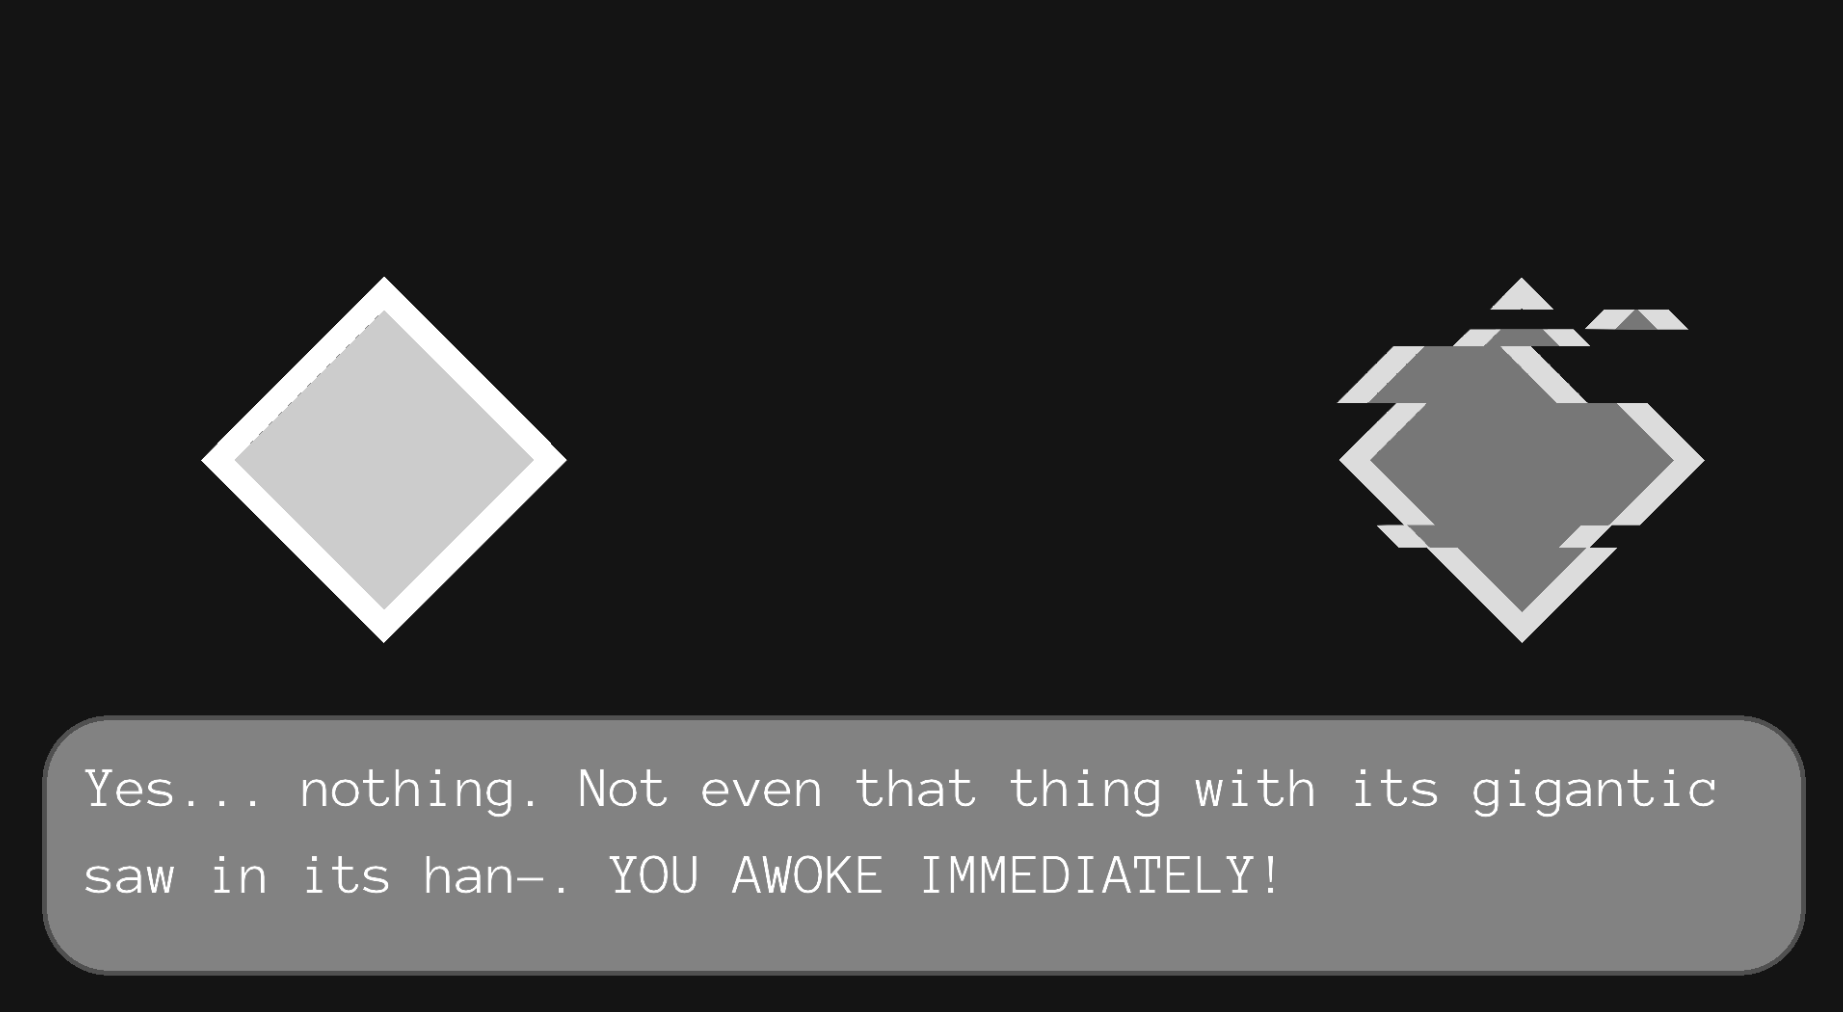 Yes... nothing. Not even that thing with its gigantic
saw in its han—. YOU AWOKE IMMEDIATELY!